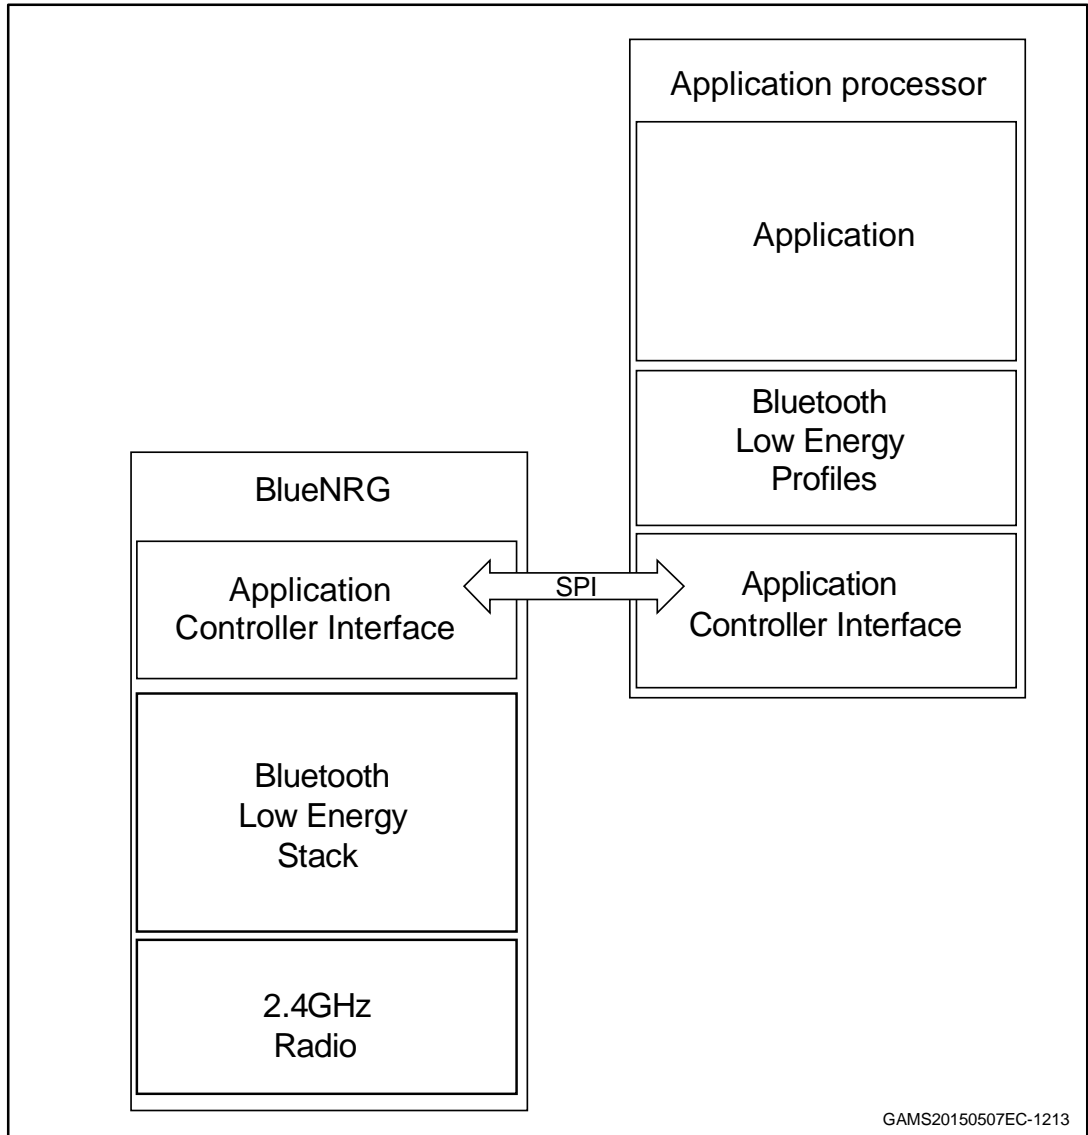 Application processor
Application
Bluetooth
Low Energy
Profiles
BlueNRG
Application
Controller Interface
SPI
Application
Controller Interface
Bluetooth
Low Energy
Stack
2.4GHz
Radio
GAMS20150507EC-1213